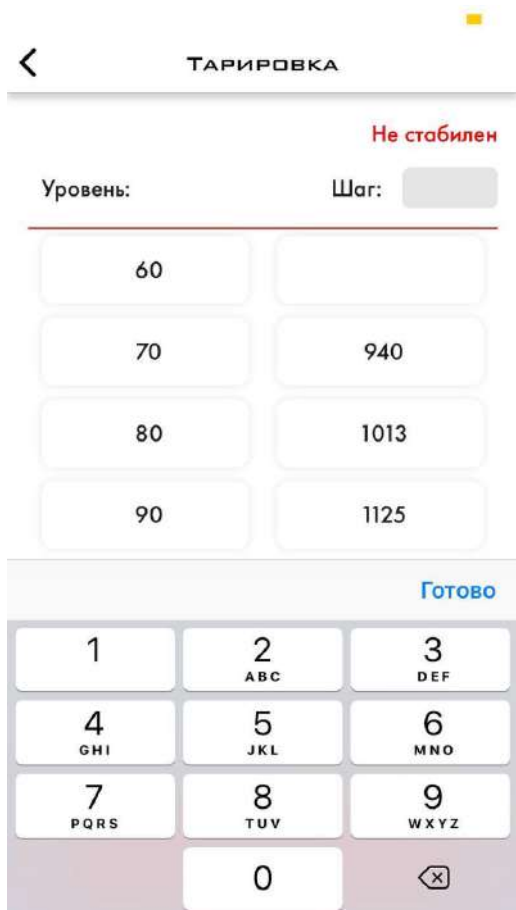 Тарировка
Не стабилен
Уровень: Шаг:
60
70 940
80 1013
90 1125
Готово
1 2 3
ABC DEF
4 5 6
GHI JKL MNO
7 8 9
PQRS TUV WXYZ
0